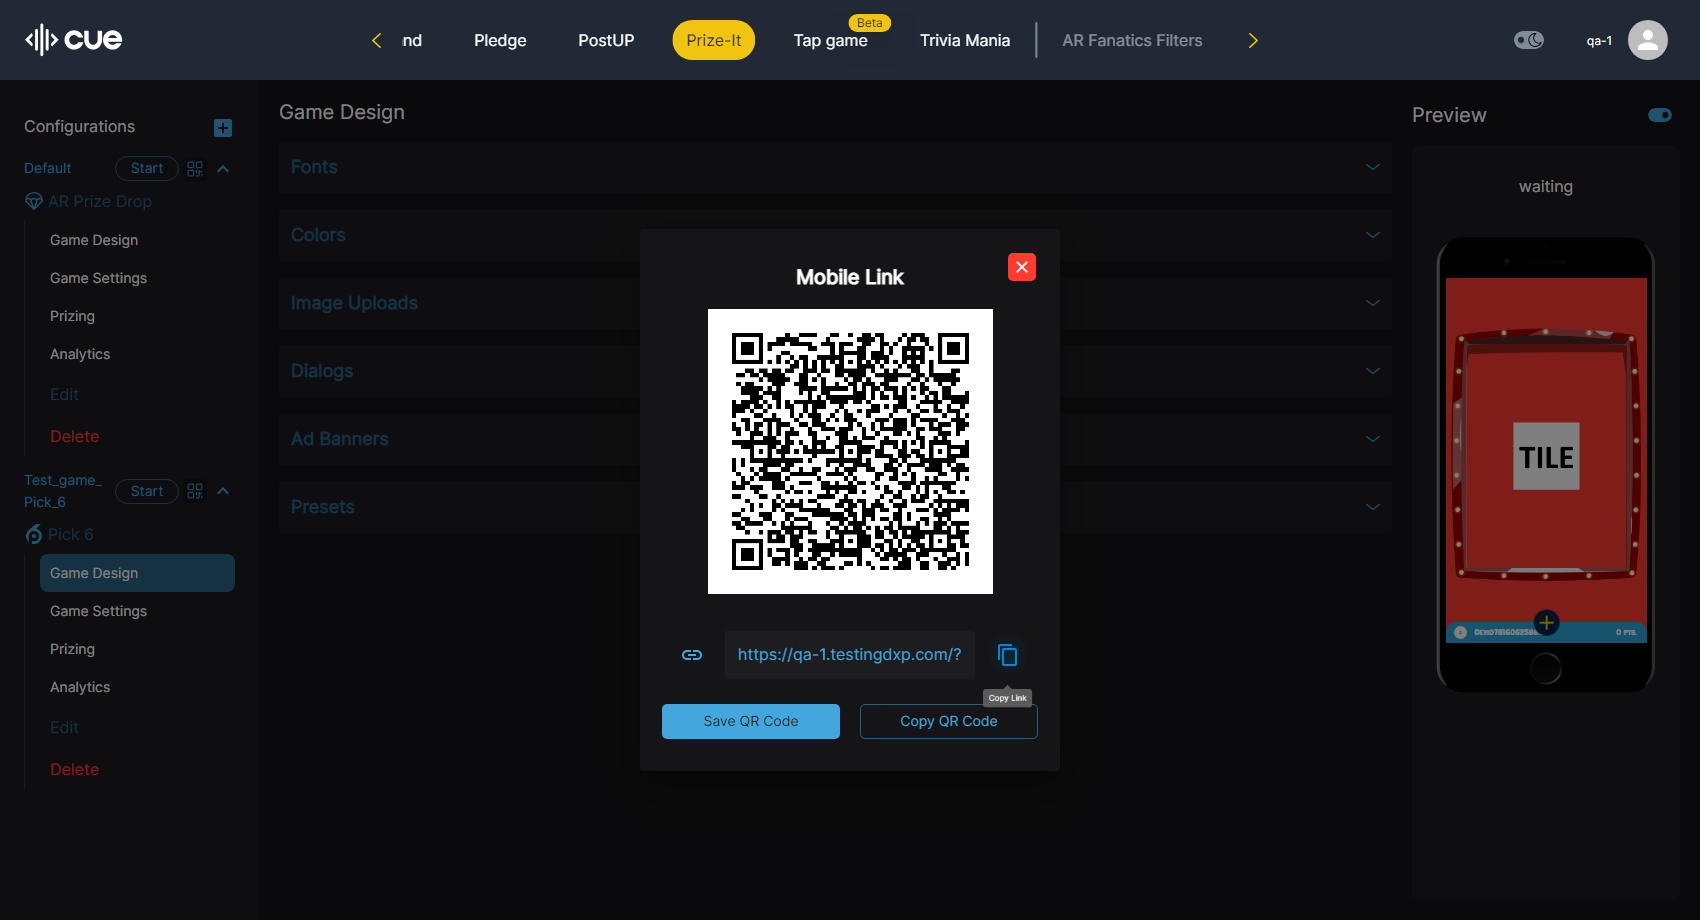 cue
nd
Pledge
PostUP
Prize-It
Beta
Tap game
Trivia Mania
AR Fanatics Filters
qa-1
Configurations
Default
Start
AR Prize Drop
Game Design
Game Settings
Prizing
Analytics
Edit
Delete
Test_game_
Pick_6
Start
Pick 6
Game Design
Game Settings
Prizing
Analytics
Edit
Delete
Game Design
Fonts
Colors
Image Uploads
Dialogs
Ad Banners
Presets
Mobile Link
https://qa-1.testingdxp.com/?
Copy Link
Save QR Code
Copy QR Code
Preview
waiting
TILE
0 PTS.